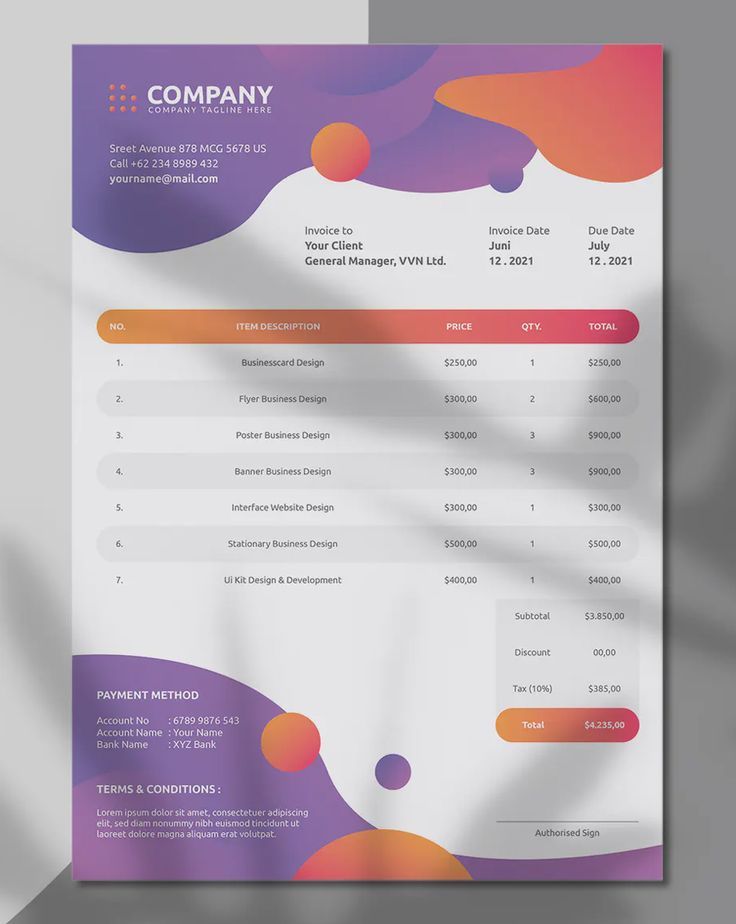 COMPANY
COMPANY TAGLINE HERE
Sreet Avenue 878 MCG 5678 US
Call +62 234 8989 432
yourname@mail.com
Invoice to
Your Client
General Manager, VVN Ltd.
Invoice Date
Juni
12 . 2021
Due Date
July
12 . 2021
NO. ITEM DESCRIPTION PRICE QTY. TOTAL
1. Businesscard Design $250,00 1 $250,00
2. Flyer Business Design $300,00 2 $600,00
3. Poster Business Design $300,00 3 $900,00
4. Banner Business Design $300,00 3 $900,00
5. Interface Website Design $300,00 1 $300,00
6. Stationary Business Design $500,00 1 $500,00
7. Ui Kit Design & Development $400,00 1 $400,00
Subtotal $3.850,00
Discount 00,00
Tax (10%) $385,00
Total $4.235,00
PAYMENT METHOD
Account No : 6789 9876 543
Account Name : Your Name
Bank Name : XYZ Bank
TERMS & CONDITIONS :
Lorem ipsum dolor sit amet, consectetuer adipiscing
elit, sed diam nonummy nibh euismod tincidunt ut
laoreet dolore magna aliquam erat volutpat.
Authorised Sign